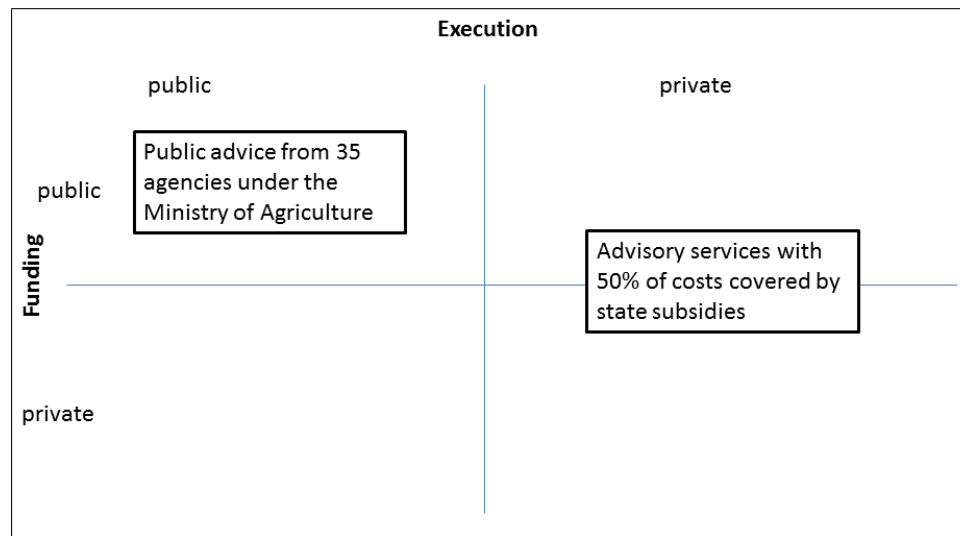 Execution
public
private
Public advice from 35
agencies under the
Ministry of Agriculture
public
Funding
Advisory services with
50% of costs covered by
state subsidies
private